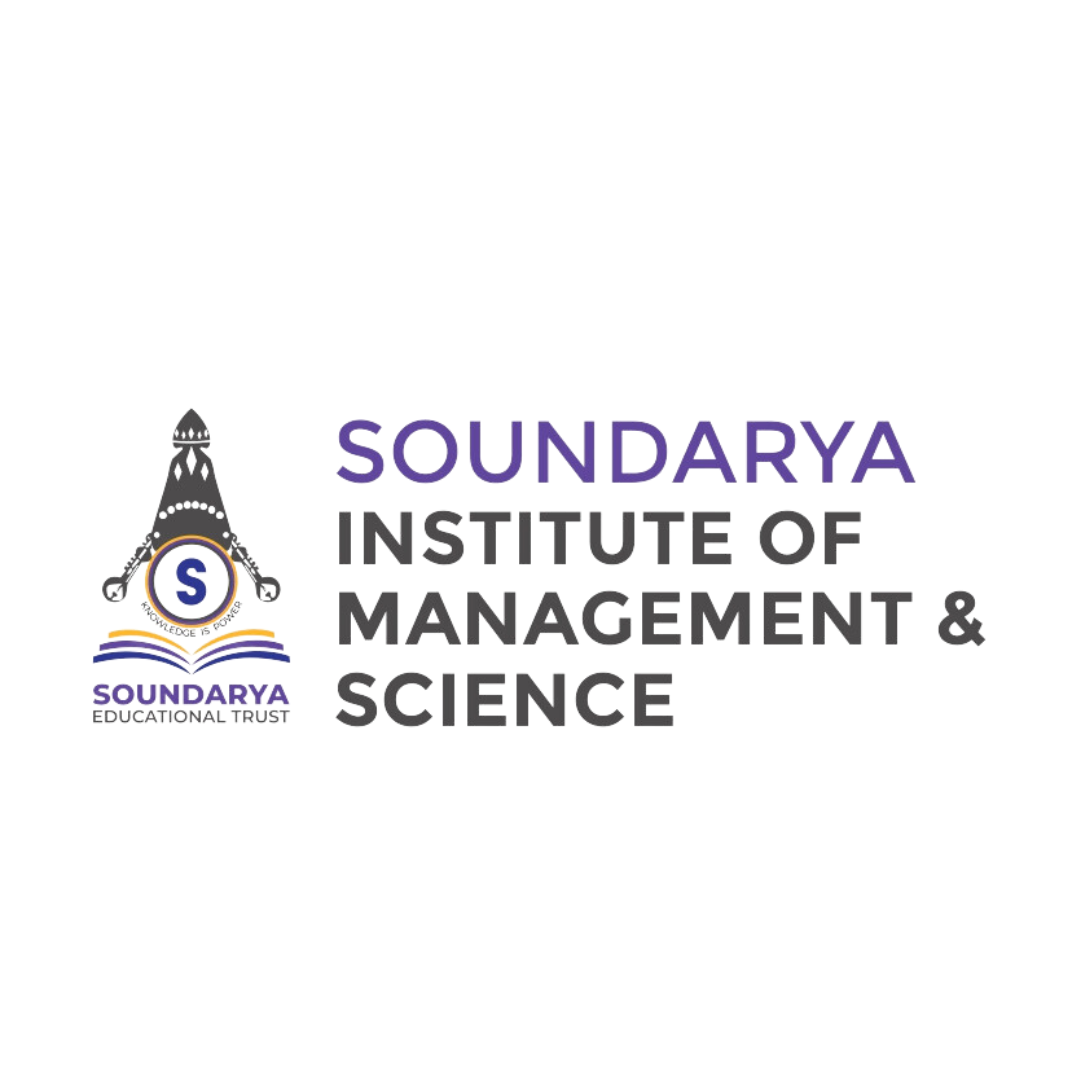 S
KNOWLEDGE IS POWER
SOUNDARYA
EDUCATIONAL TRUST
SOUNDARYA
INSTITUTE OF
MANAGEMENT &
SCIENCE